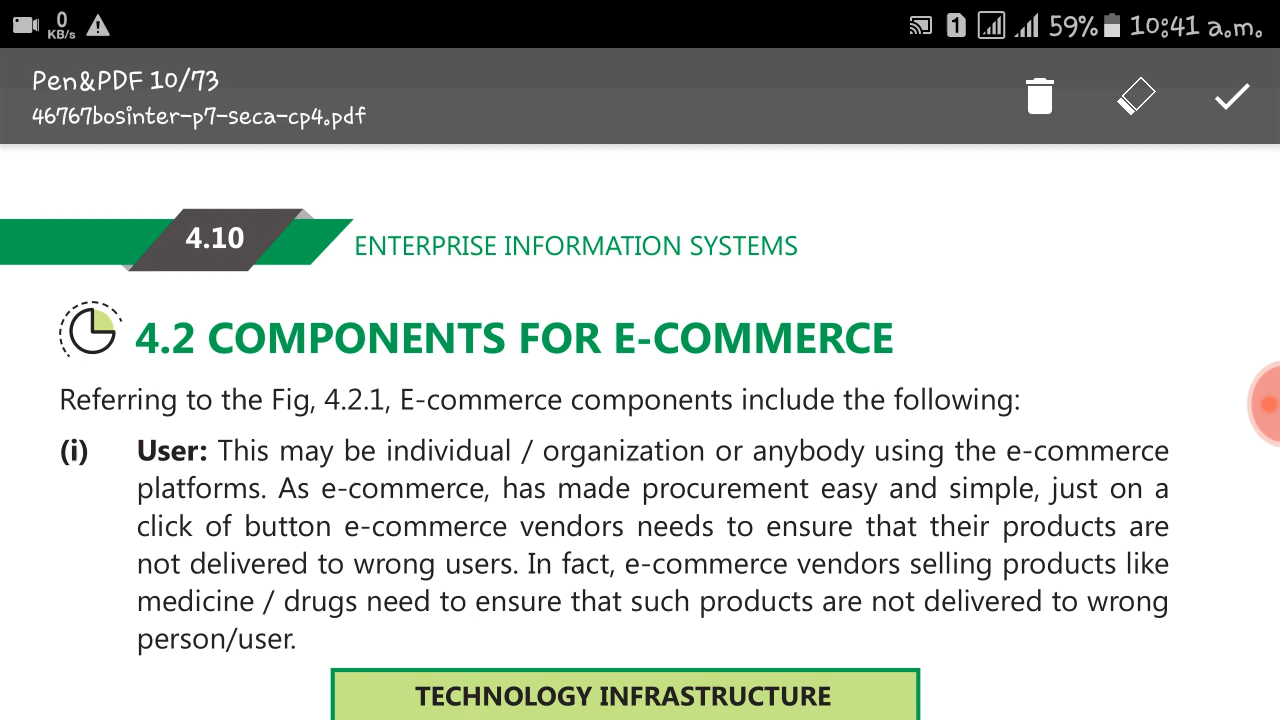 0 KB/s 1 59% 10:41 a.m.
Pen&PDF 10/73
46767bosinter-p7-seca-cp4.pdf
4.10 ENTERPRISE INFORMATION SYSTEMS
4.2 COMPONENTS FOR E-COMMERCE
Referring to the Fig, 4.2.1, E-commerce components include the following:
(i) User: This may be individual / organization or anybody using the e-commerce
platforms. As e-commerce, has made procurement easy and simple, just on a
click of button e-commerce vendors needs to ensure that their products are
not delivered to wrong users. In fact, e-commerce vendors selling products like
medicine / drugs need to ensure that such products are not delivered to wrong
person/user.
TECHNOLOGY INFRASTRUCTURE